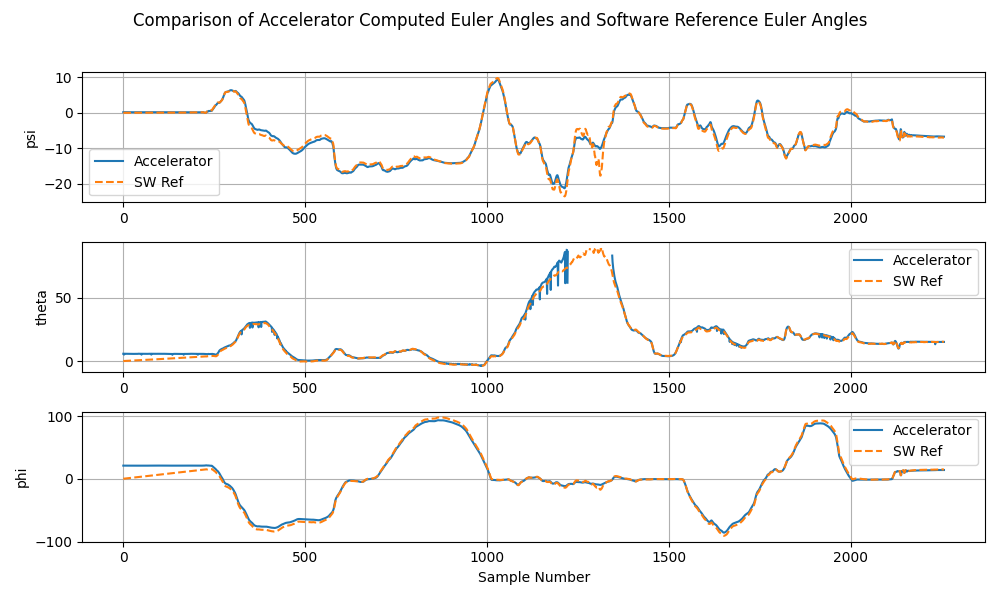 Comparison of Accelerator Computed Euler Angles and Software Reference Euler Angles
psi
10
0
−10
−20
Accelerator
SW Ref
0
500
1000
1500
2000
theta
50
0
Accelerator
SW Ref
0
500
1000
1500
2000
phi
100
0
−100
Accelerator
SW Ref
0
500
1000
1500
2000
Sample Number